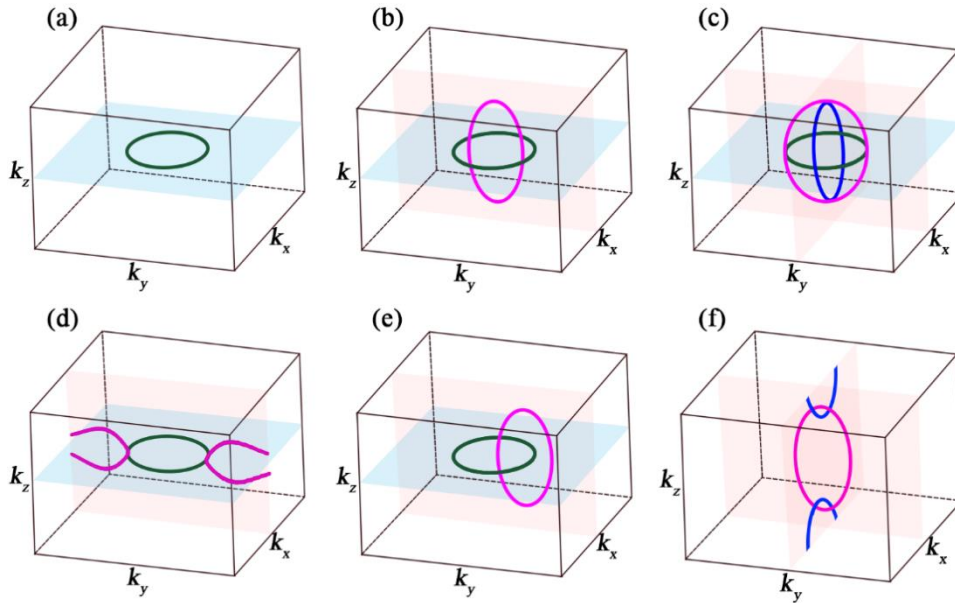 (a) (b) (c)
k_z k_x k_z k_x k_z k_x
k_y k_y k_y
(d) (e) (f)
k_z k_x k_z k_x k_z k_x
k_y k_y k_y